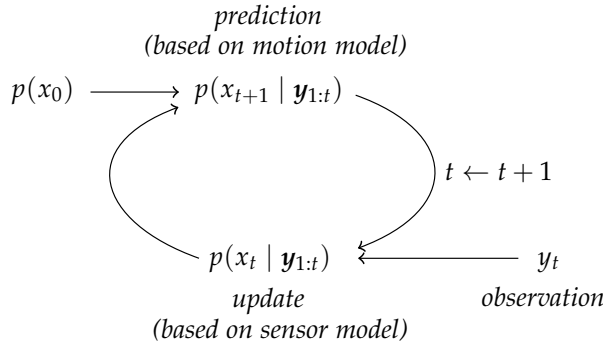 prediction
(based on motion model)
p(x₀) p(x_{t+1} | y_{1:t})
t ← t + 1
p(x_t | y_{1:t}) y_t
update observation
(based on sensor model)